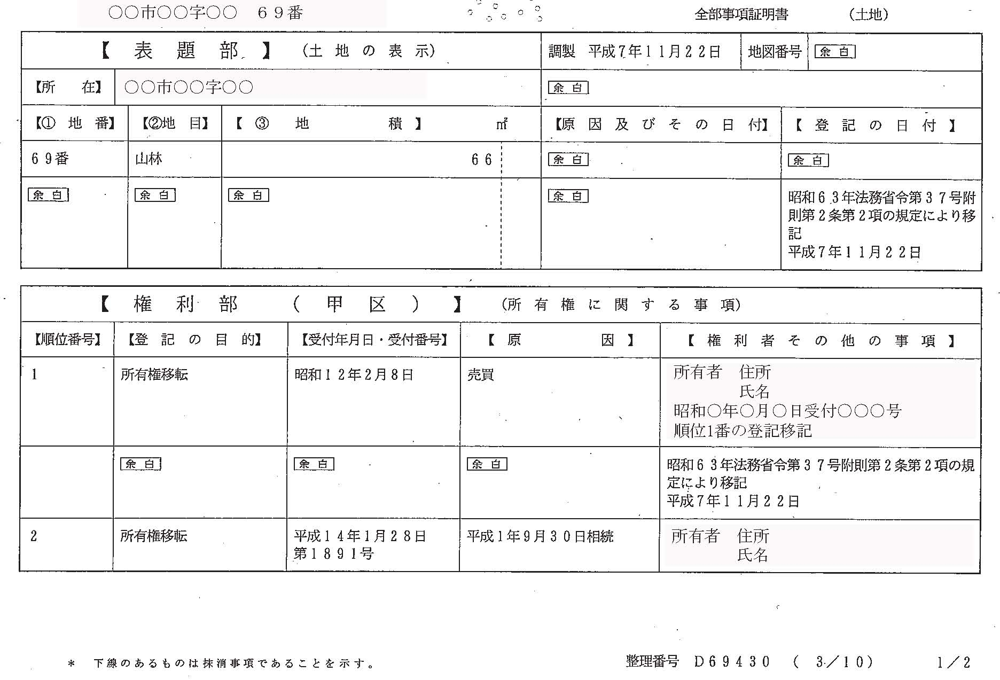 ○○市○○字○○　６９番
全部事項証明書　（土地）
【表題部】（土地の表示）
調製　平成７年１１月２２日
地図番号
余白
【所在】
○○市○○字○○
余白
【①地番】
【②地目】
【③地積】㎡
【原因及びその日付】
【登記の日付】
６９番
山林
６６
余白
余白
余白
余白
余白
余白
昭和６３年法務省令第３７号附
則第２条第２項の規定により移
記
平成７年１１月２２日
【権利部（甲区）】（所有権に関する事項）
【順位番号】
【登記の目的】
【受付年月日・受付番号】
【原因】
【権利者その他の事項】
1
所有権移転
昭和１２年２月８日
売買
所有者　住所
氏名
昭和○年○月○日受付○○○号
順位1番の登記移記
余白
余白
余白
昭和６３年法務省令第３７号附則第２条第２項の規
定により移記
平成７年１１月２２日
2
所有権移転
平成１４年１月２８日
第１８９１号
平成１年９月３０日相続
所有者　住所
氏名
＊　下線のあるものは抹消事項であることを示す。
整理番号　Ｄ６９４３０　（　３／１０）　１／２